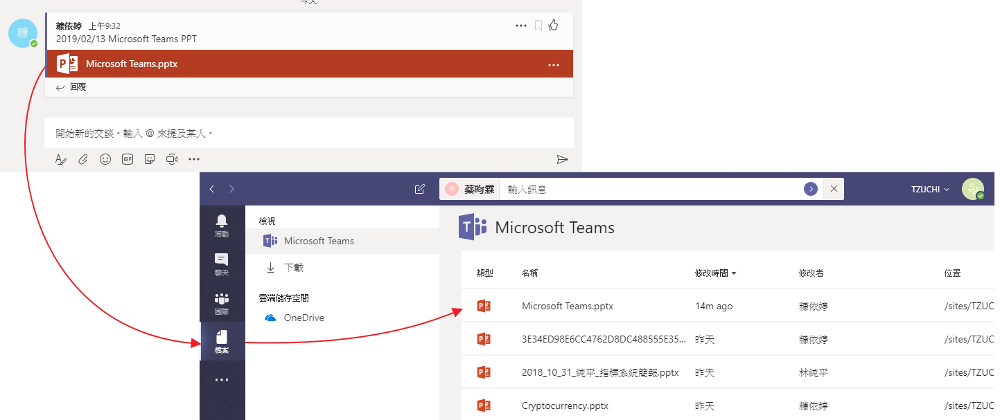 今天
糠依婷 上午9:32
2019/02/13 Microsoft Teams PPT
Microsoft Teams.pptx
回覆
開始新的交談。輸入 @ 來提及某人。
GIF
蔡昀霖 輸入訊息
TZUCHI
活動
聊天
團隊
檔案
檢視
Microsoft Teams
下載
雲端儲存空間
OneDrive
Microsoft Teams
類型 名稱 修改時間 修改者 位置
Microsoft Teams.pptx 14m ago 糠依婷 /sites/TZUC
3E34ED98E6CC4762D8DC488555E35... 昨天 糠依婷 /sites/TZUC
2018_10_31_純平_指標系統簡報.pptx 昨天 林純平 /sites/TZUC
Cryptocurrency.pptx 昨天 糠依婷 /sites/TZUC